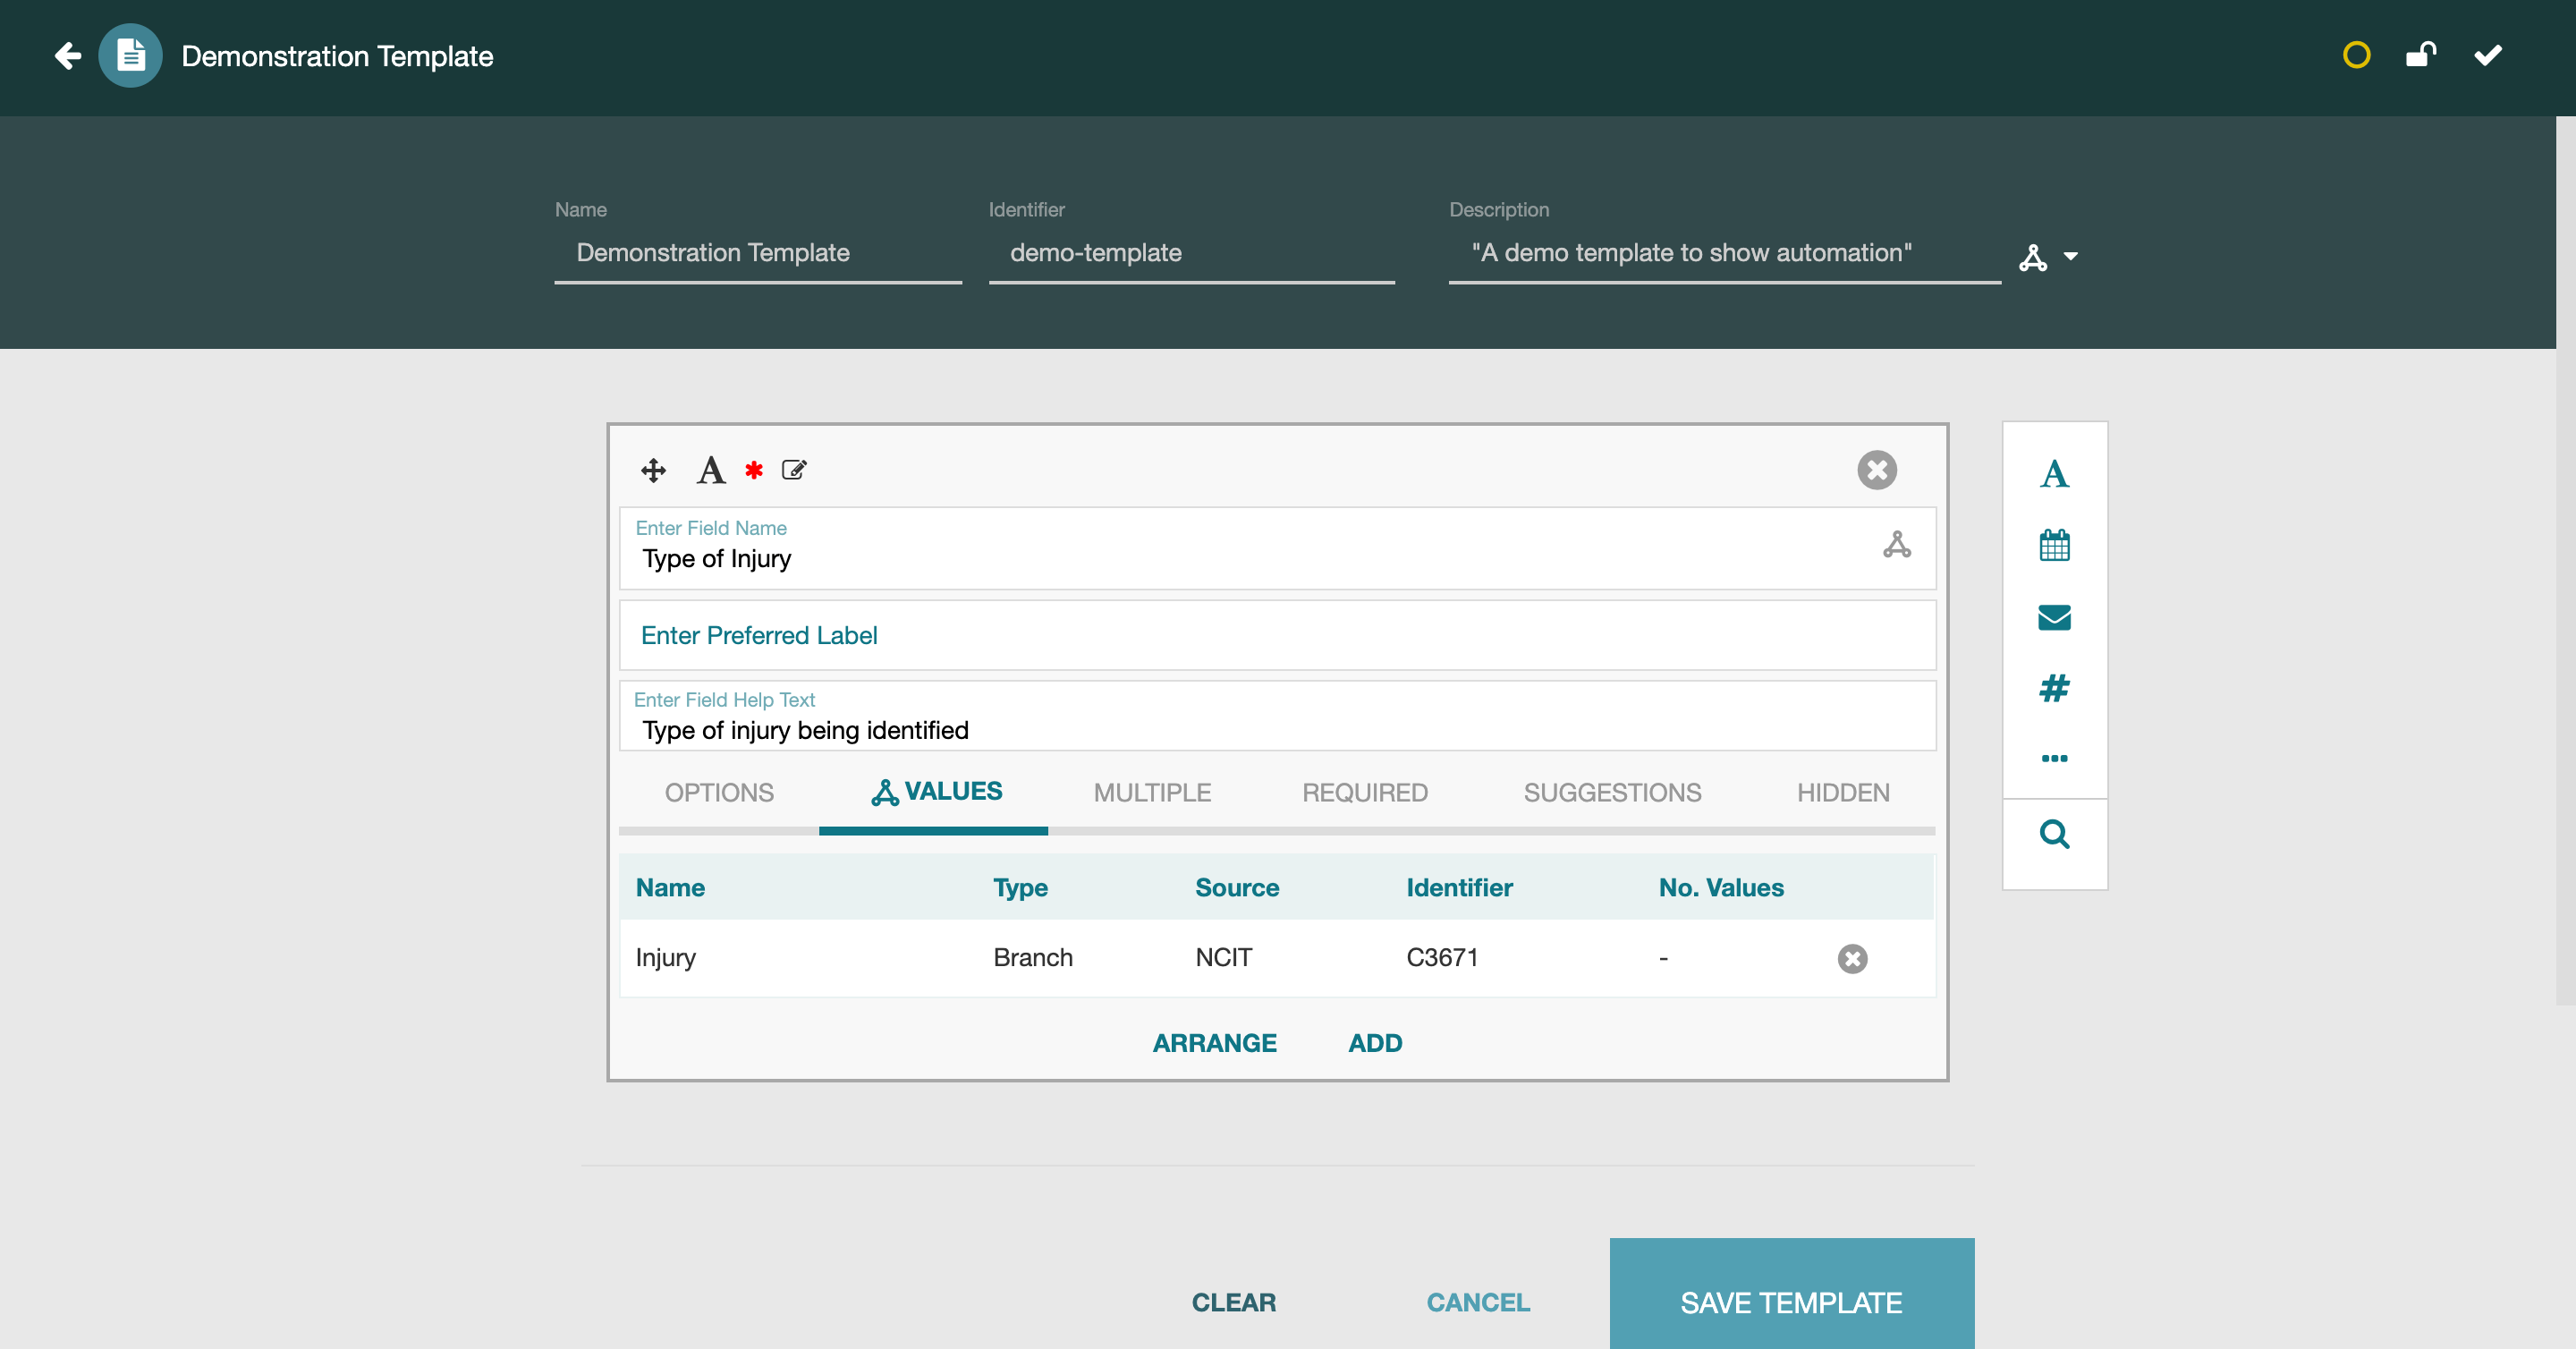 Demonstration Template
Name Identifier Description
Demonstration Template demo-template "A demo template to show automation"
A *
Enter Field Name
Type of Injury
Enter Preferred Label
Enter Field Help Text
Type of injury being identified
OPTIONS VALUES MULTIPLE REQUIRED SUGGESTIONS HIDDEN
Name Type Source Identifier No. Values
Injury Branch NCIT C3671 -
ARRANGE ADD
A
#
CLEAR CANCEL SAVE TEMPLATE